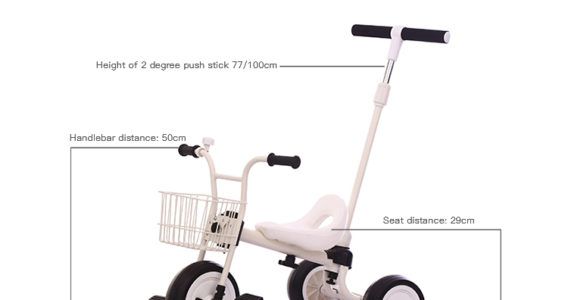 Height of 2 degree push stick 77/100cm
Handlebar distance: 50cm
Seat distance: 29cm